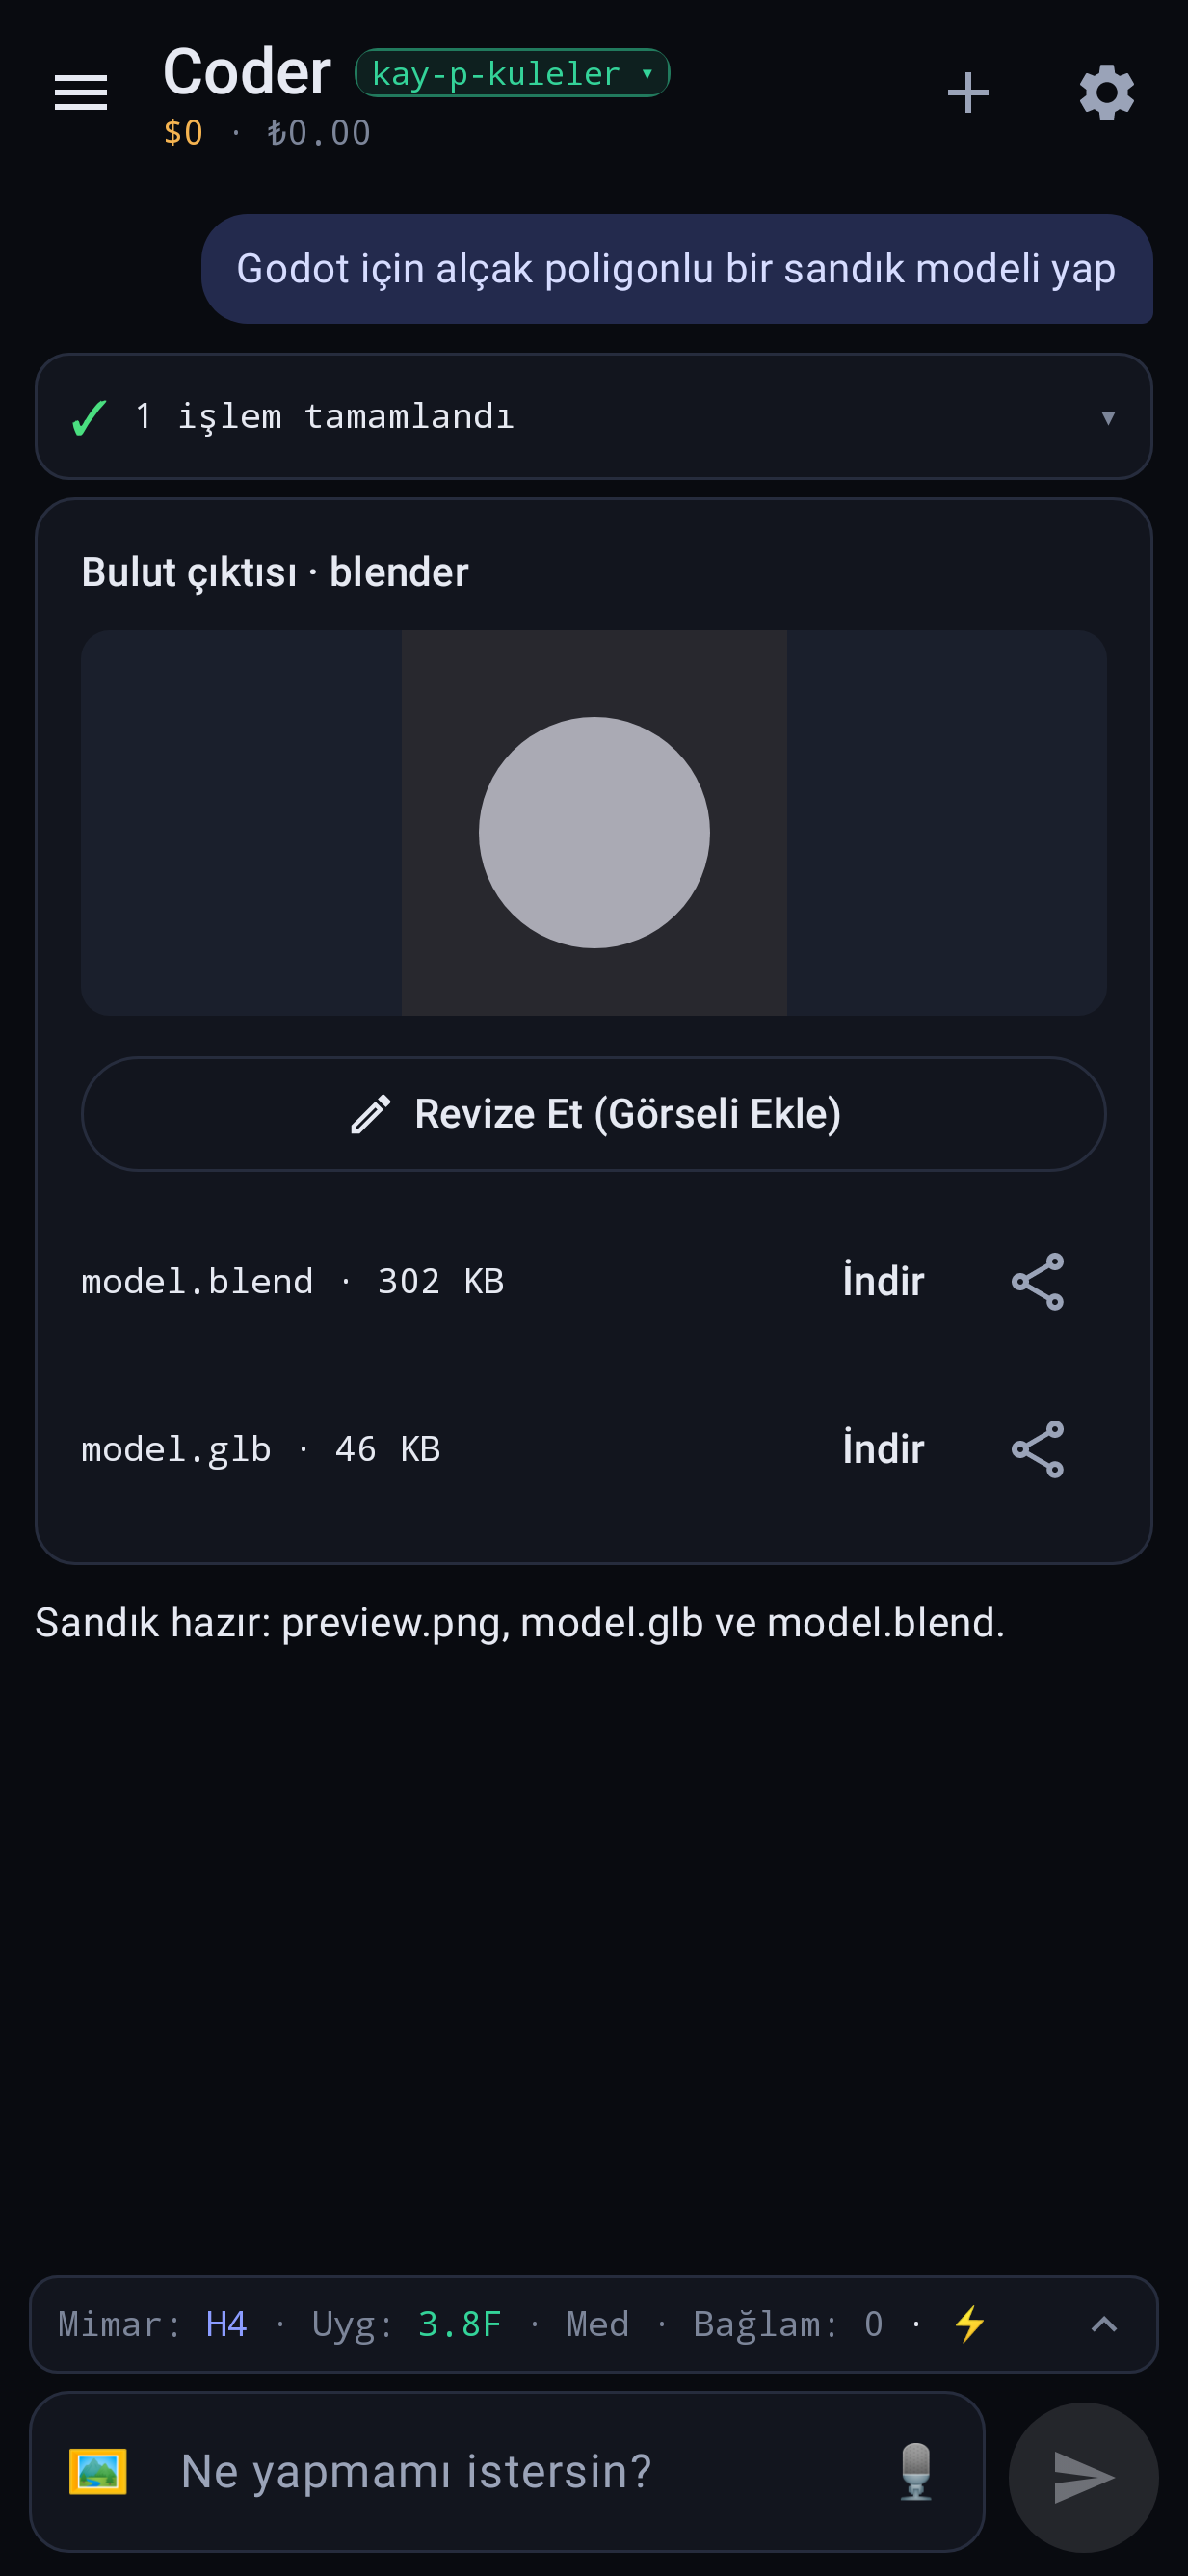 Coder kay-p-kuleler ▾
$0 · ₺0.00
Godot için alçak poligonlu bir sandık modeli yap
✓ 1 işlem tamamlandı ▾
Bulut çıktısı · blender
Revize Et (Görseli Ekle)
model.blend · 302 KB İndir
model.glb · 46 KB İndir
Sandık hazır: preview.png, model.glb ve model.blend.
Mimar: H4 · Uyg: 3.8F · Med · Bağlam: 0 · ⚡
Ne yapmamı istersin?